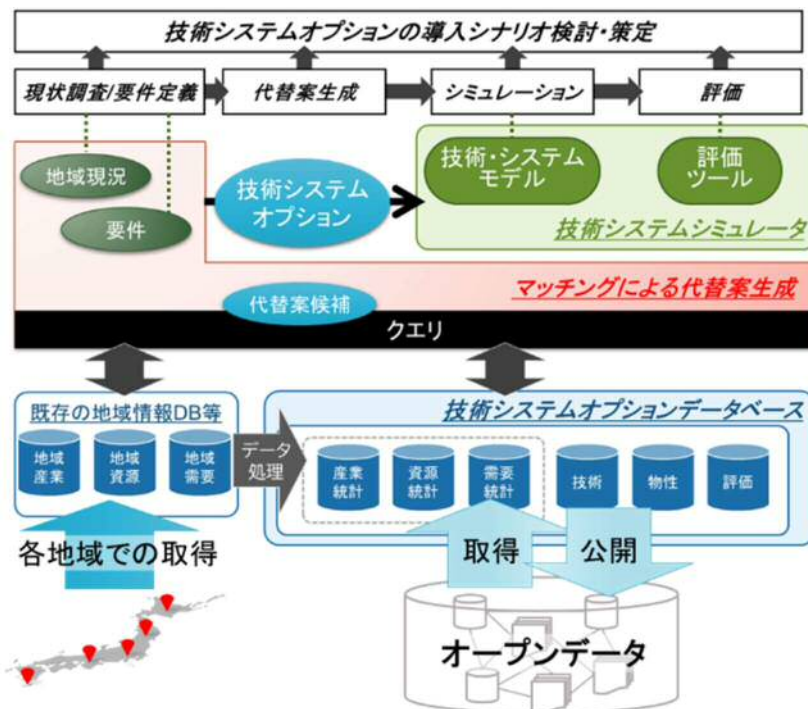 技術システムオプションの導入シナリオ検討・策定
現状調査/要件定義
代替案生成
シミュレーション
評価
地域現況
要件
技術システム
オプション
技術・システム
モデル
評価
ツール
技術システムシミュレータ
マッチングによる代替案生成
代替案候補
クエリ
既存の地域情報DB等
地域
産業
地域
資源
地域
需要
データ
処理
技術システムオプションデータベース
産業
統計
資源
統計
需要
統計
技術
物性
評価
各地域での取得
取得
公開
オープンデータ